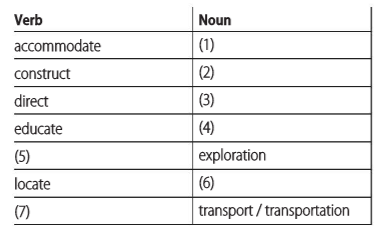 Verb Noun
accommodate (1)
construct (2)
direct (3)
educate (4)
(5) exploration
locate (6)
(7) transport / transportation